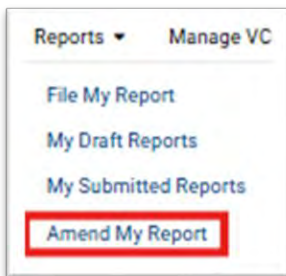 Reports ▾ Manage VC
File My Report
My Draft Reports
My Submitted Reports
Amend My Report